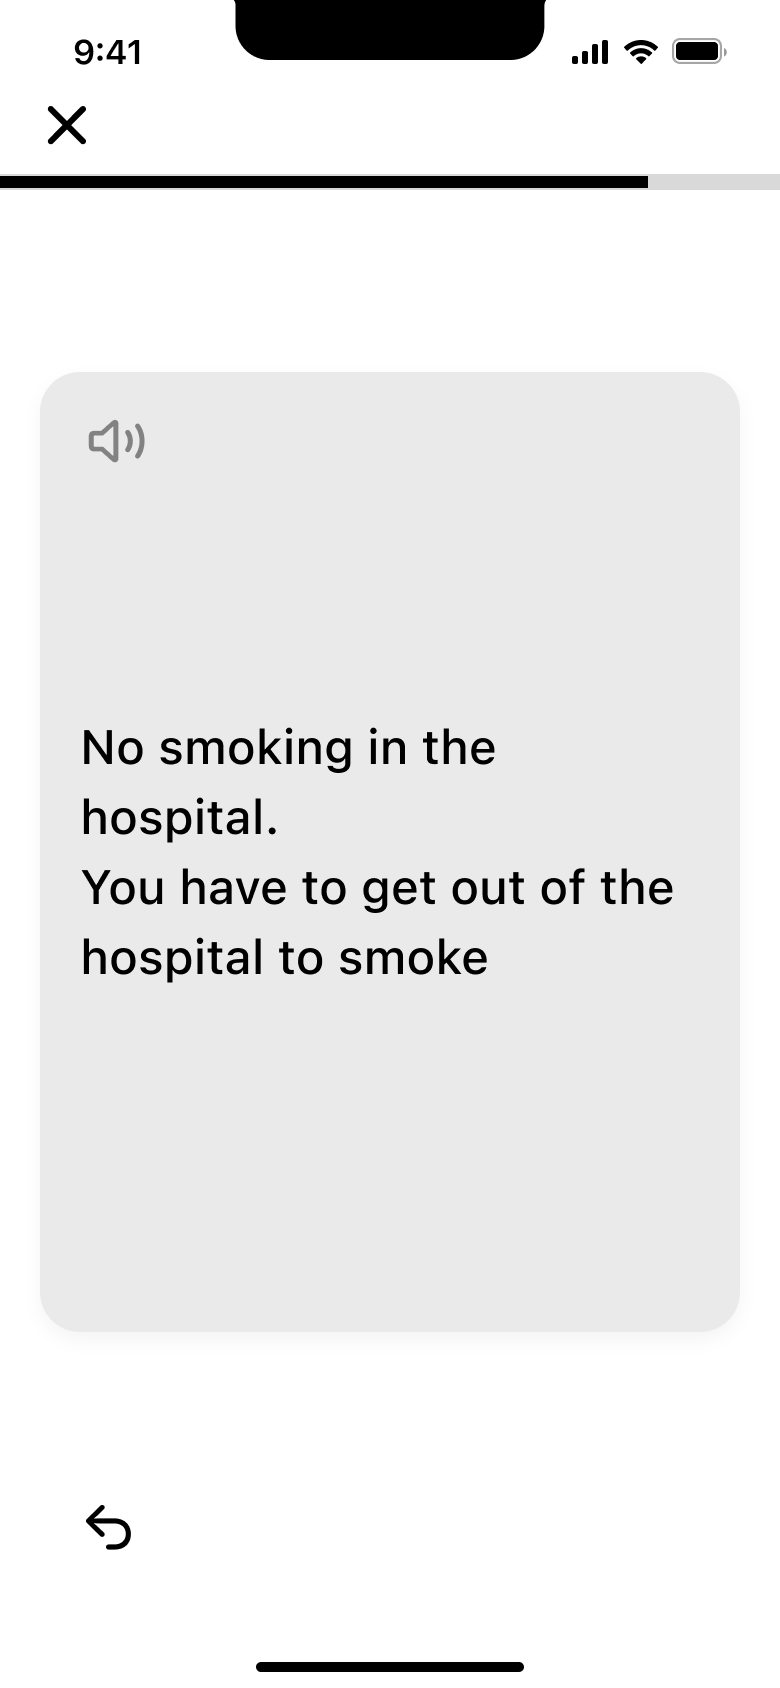 9:41
No smoking in the
hospital.
You have to get out of the
hospital to smoke